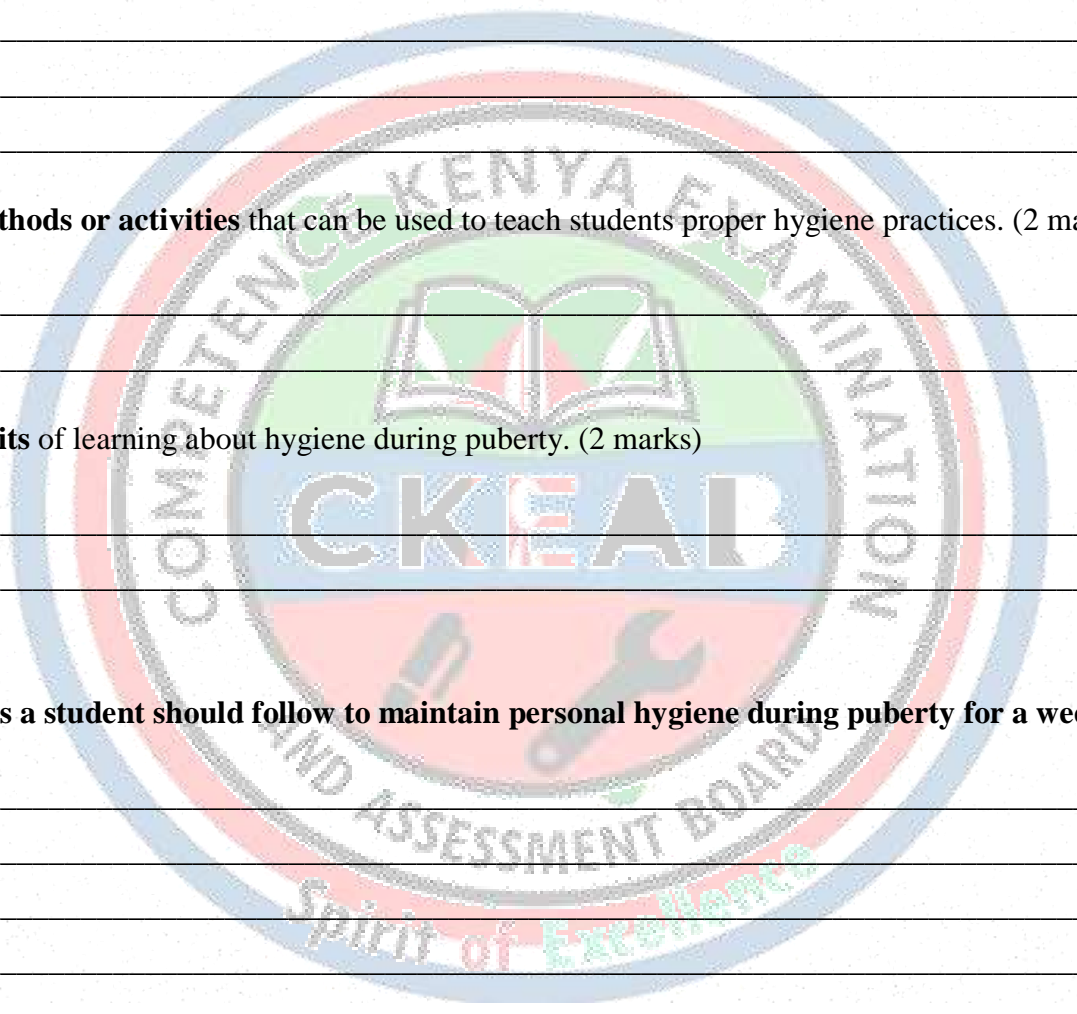 COMPETENCE KENYA EXAMINATION
thods or activities that can be used to teach students proper hygiene practices. (2 ma
its of learning about hygiene during puberty. (2 marks)
CKEAB
s a student should follow to maintain personal hygiene during puberty for a wee
AND ASSESSMENT BOARD
Spirit of Excellence